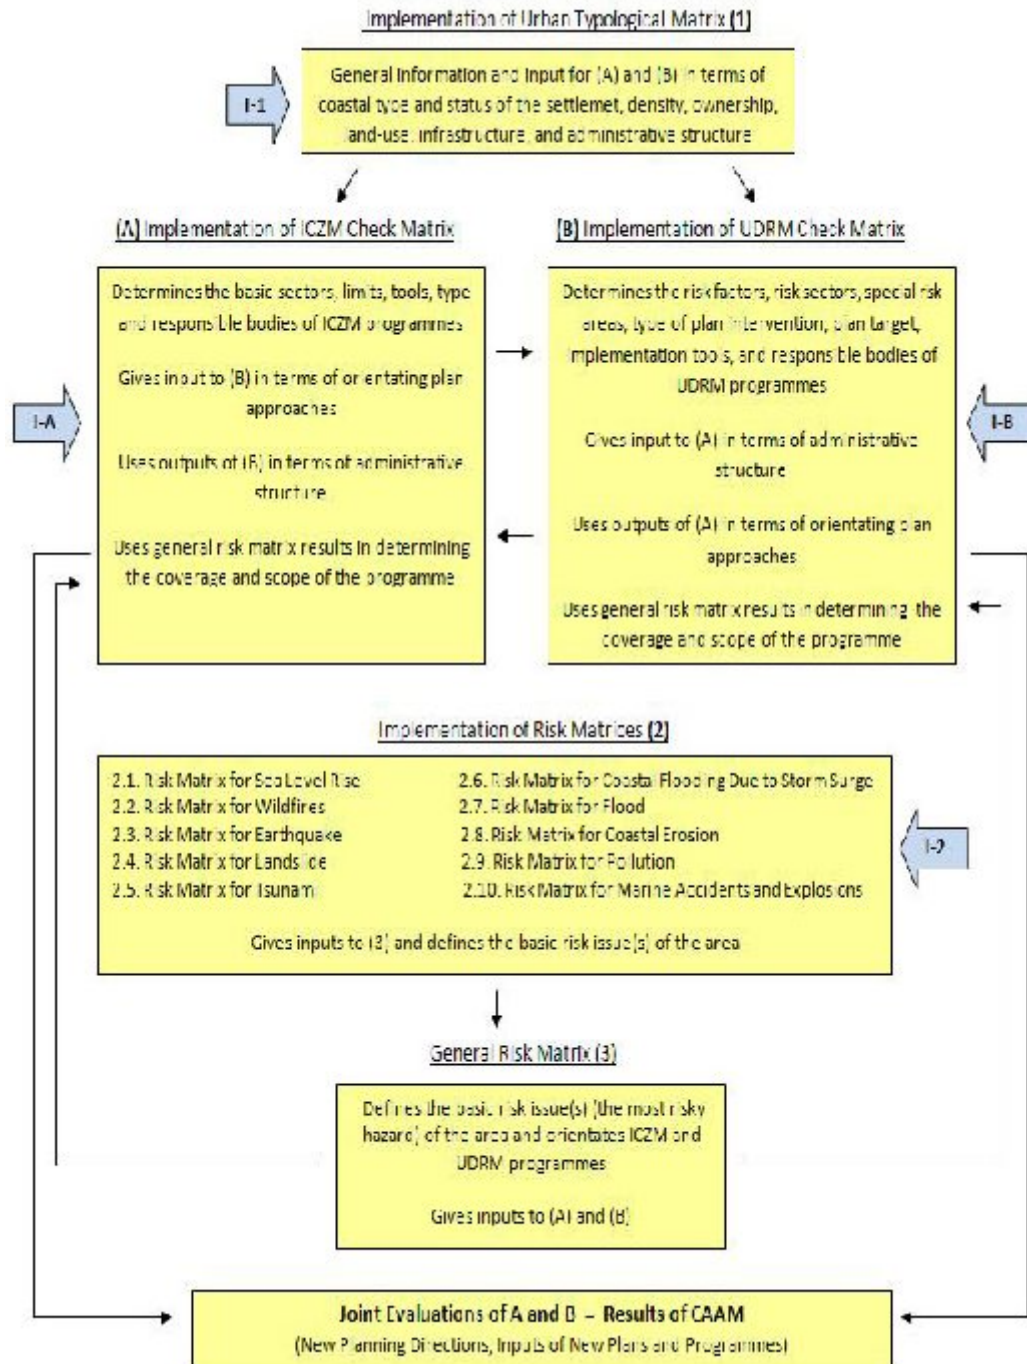 Implementation of Urban Typological Matrix (1)
I-1
General Information and Input for (A) and (B) in terms of
coastal type and status of the settlemet, density, ownership,
land-use, infrastructure, and administrative structure
(A) Implementation of ICZM Check Matrix
Determines the basic sectors, limits, tools, type
and responsible bodies of ICZM programmes
Gives input to (B) in terms of orientating plan
approaches
I-A
Uses outputs of (B) in terms of administrative
structure
Uses general risk matrix results in determining
the coverage and scope of the programme
(B) Implementation of UDRM Check Matrix
Determines the risk factors, risk sectors, special risk
areas, type of plan intervention, plan target,
implementation tools, and responsible bodies of
UDRM programmes
I-B
Gives input to (A) in terms of administrative
structure
Uses outputs of (A) in terms of orientating plan
approaches
Uses general risk matrix results in determining the
coverage and scope of the programme
Implementation of Risk Matrices (2)
2.1. Risk Matrix for Sea Level Rise
2.2. Risk Matrix for Wildfires
2.3. Risk Matrix for Earthquake
2.4. Risk Matrix for Landslide
2.5. Risk Matrix for Tsunami
2.6. Risk Matrix for Coastal Flooding Due to Storm Surge
2.7. Risk Matrix for Flood
2.8. Risk Matrix for Coastal Erosion
2.9. Risk Matrix for Pollution
2.10. Risk Matrix for Marine Accidents and Explosions
I-2
Gives inputs to (3) and defines the basic risk issue(s) of the area
General Risk Matrix (3)
Defines the basic risk issue(s) (the most risky
hazard) of the area and orientates ICZM and
UDRM programmes
Gives inputs to (A) and (B)
Joint Evaluations of A and B – Results of CAAM
(New Planning Directions, Inputs of New Plans and Programmes)